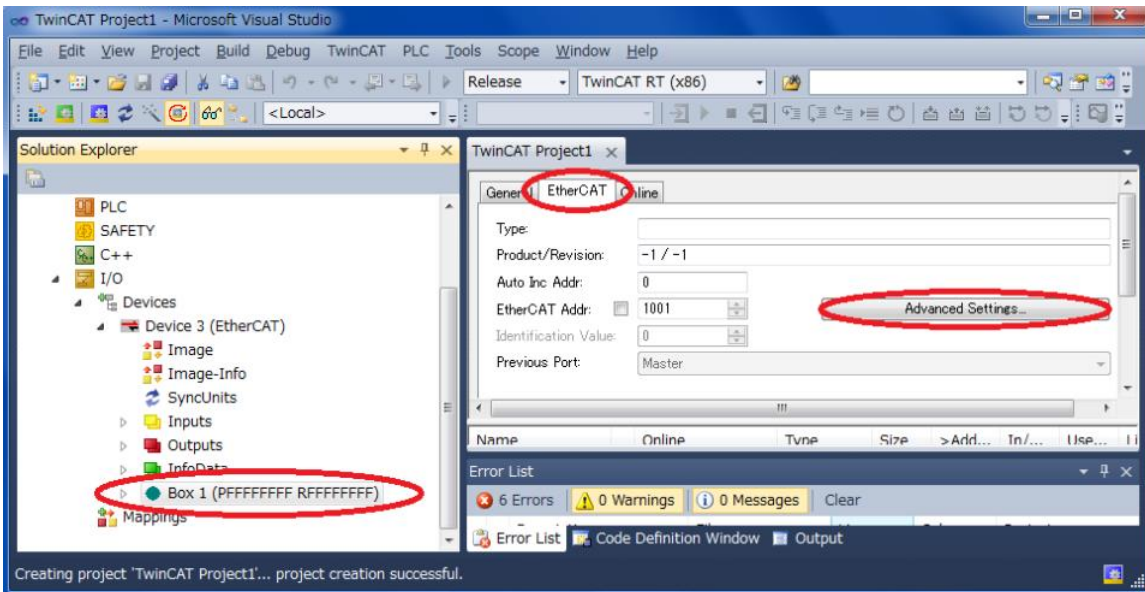 TwinCAT Project1 - Microsoft Visual Studio
File Edit View Project Build Debug TwinCAT PLC Tools Scope Window Help
Release TwinCAT RT (x86)
<Local>
Solution Explorer
PLC
SAFETY
C++
I/O
Devices
Device 3 (EtherCAT)
Image
Image-Info
SyncUnits
Inputs
Outputs
InfoData
Box 1 (PFFFFFFFF RFFFFFFFF)
Mappings
TwinCAT Project1
General EtherCAT Online
Type:
Product/Revision: -1 / -1
Auto Inc Addr: 0
EtherCAT Addr: 1001 Advanced Settings...
Identification Value: 0
Previous Port: Master
Name Online Type Size >Add... In/... Use... Li
Error List
6 Errors 0 Warnings 0 Messages Clear
Error List Code Definition Window Output
Creating project 'TwinCAT Project1'... project creation successful.